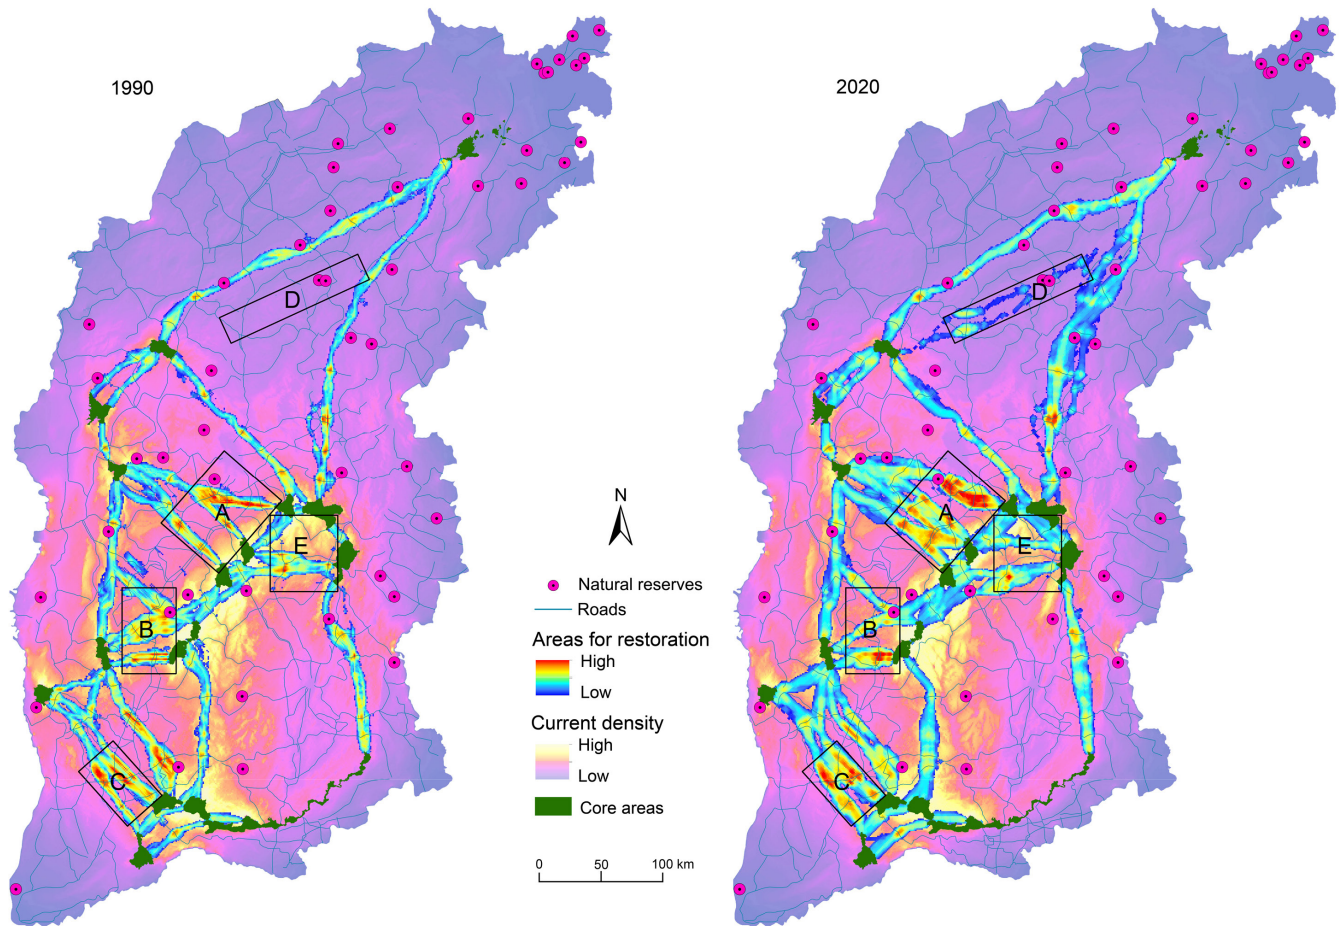 1990
2020
D
D
A
A
E
E
B
B
C
C
N
Natural reserves
Roads
Areas for restoration
High
Low
Current density
High
Low
Core areas
0 50 100 km